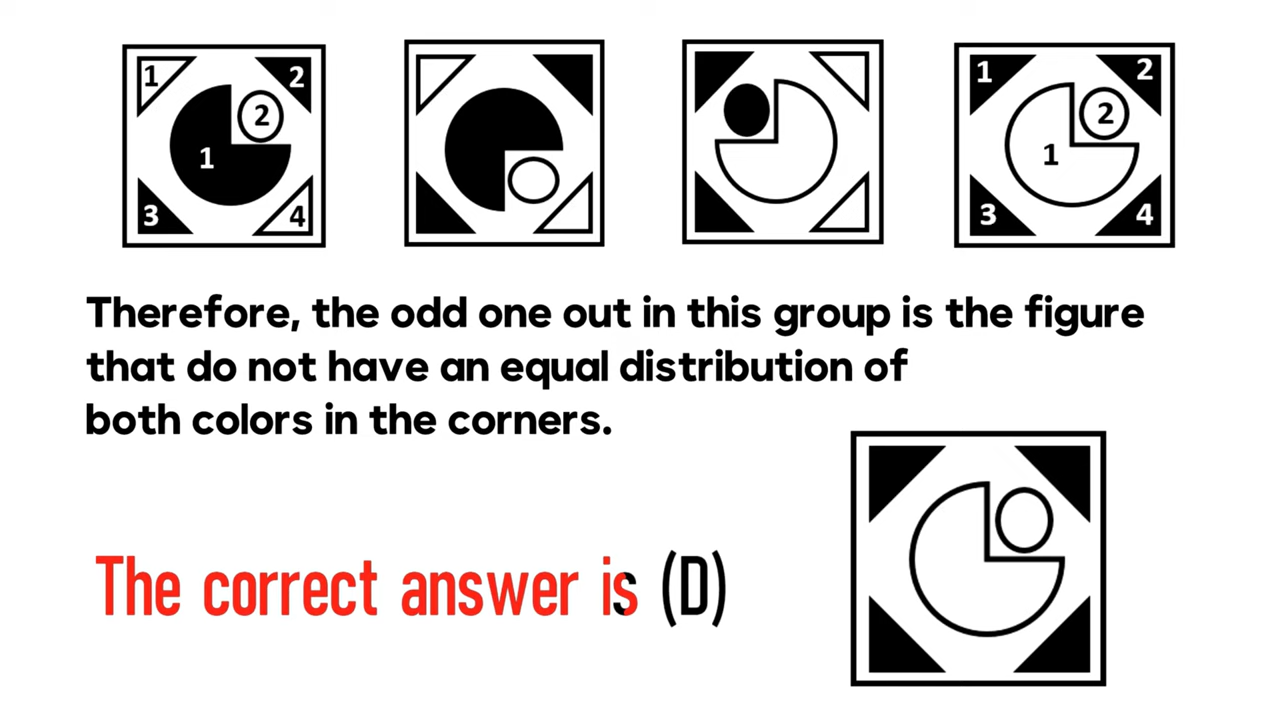 1 2 2 1 3 4
1 2 2 1 3 4
Therefore, the odd one out in this group is the figure
that do not have an equal distribution of
both colors in the corners.
The correct answer is (D)